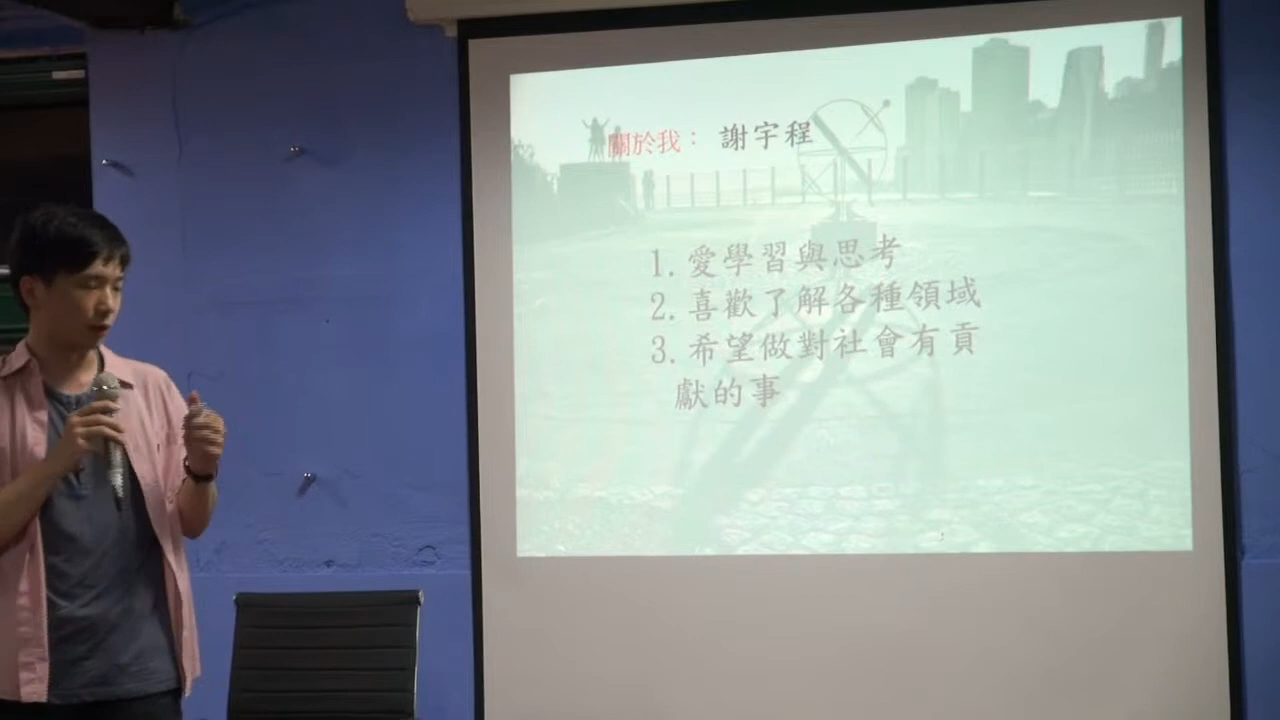 關於我： 謝宇程
1. 愛學習與思考
2. 喜歡了解各種領域
3. 希望做對社會有貢
獻的事